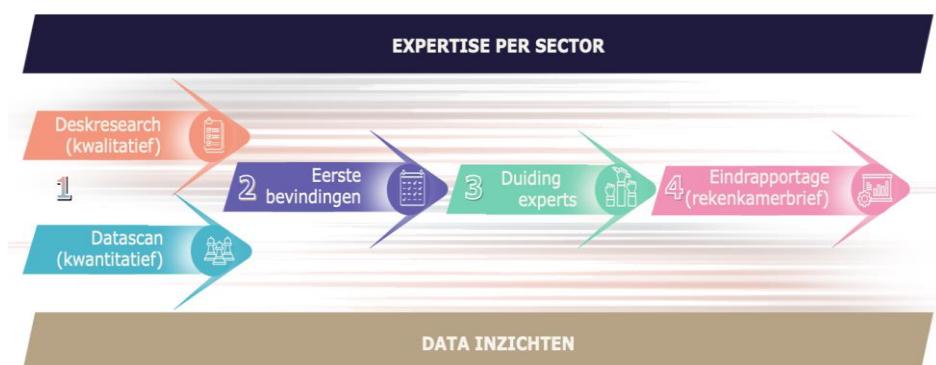 EXPERTISE PER SECTOR
Deskresearch
(kwalitatief)
1
Datascan
(kwantitatief)
2
Eerste
bevindingen
3
Duiding
experts
4
Eindrapportage
(rekenkamerbrief)
DATA INZICHTEN